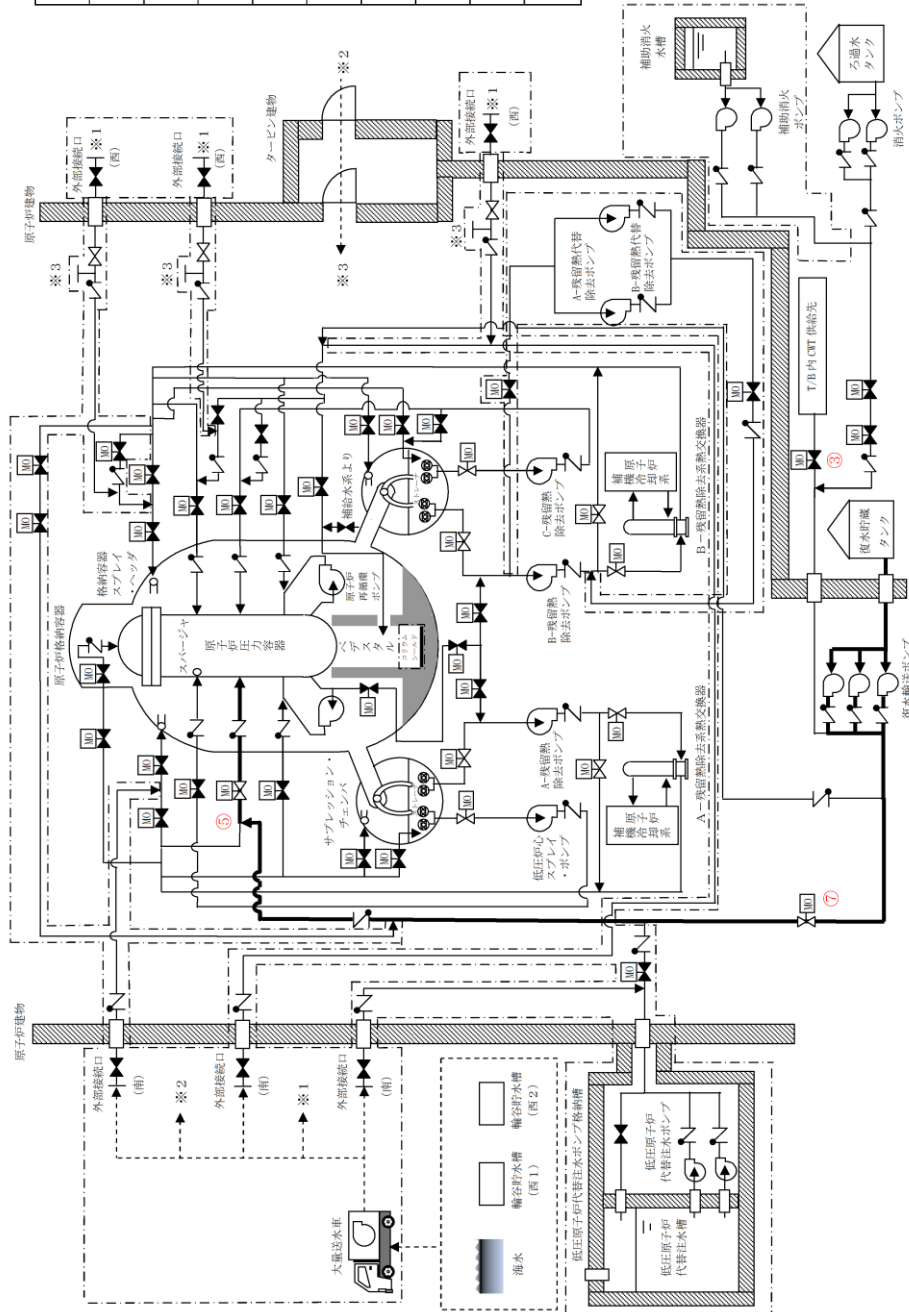 原子炉建物
外部接続口
(西)
※1
外部接続口
(西)
※1
※3
※3
タービン建物
※2
※3
外部接続口
(西)
※1
※3
補助消火
水槽
補助消火
ポンプ
ろ過水
タンク
消火ポンプ
A-残留熱代替
除去ポンプ
B-残留熱代替
除去ポンプ
T/B内CWT供給先
MO
③
復水貯蔵
タンク
復水輸送ポンプ
原子炉格納容器
格納容器
スプレイ
・ヘッダ
スパージャ
原子炉圧力容器
ペデスタル
コリウム
シールド
原子炉
再循環
ポンプ
補給水系より
ストレーナ
サプレッション・
チェンバ
⑤
C-残留熱
除去ポンプ
B-残留熱
除去ポンプ
A-残留熱
除去ポンプ
低圧炉心
スプレイ
・ポンプ
補機冷却系
原子炉
B-残留熱除去系熱交換器
補機冷却系
原子炉
A-残留熱除去系熱交換器
⑦
MO
原子炉建物
外部接続口
(南)
※2
外部接続口
(南)
※1
外部接続口
(南)
大量送水車
海水
輪谷貯水槽
(西1)
輪谷貯水槽
(西2)
低圧原子炉代替注水ポンプ格納槽
低圧原子炉
代替注水ポンプ
低圧原子炉
代替注水槽